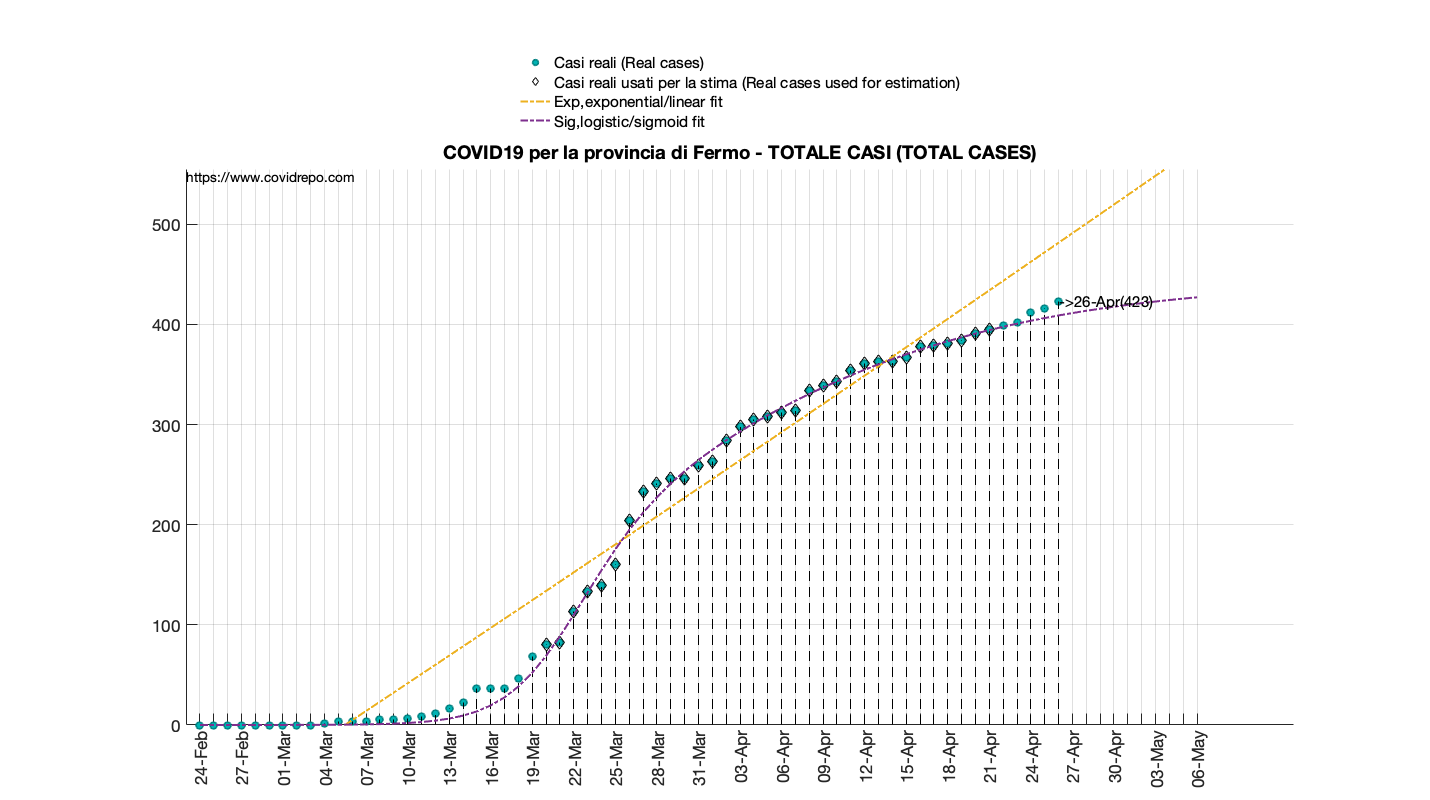 Casi reali (Real cases)
Casi reali usati per la stima (Real cases used for estimation)
Exp,exponential/linear fit
Sig,logistic/sigmoid fit
COVID19 per la provincia di Fermo - TOTALE CASI (TOTAL CASES)
https://www.covidrepo.com
500
400
300
200
100
0
->26-Apr(423)
24-Feb
27-Feb
01-Mar
04-Mar
07-Mar
10-Mar
13-Mar
16-Mar
19-Mar
22-Mar
25-Mar
28-Mar
31-Mar
03-Apr
06-Apr
09-Apr
12-Apr
15-Apr
18-Apr
21-Apr
24-Apr
27-Apr
30-Apr
03-May
06-May